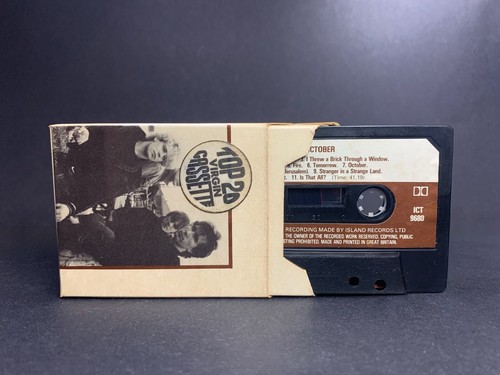 TOP 20
VIRGIN
CASSETTE
OCTOBER
I Threw a Brick Through a Window.
Fire. 6. Tomorrow. 7. October.
Jerusalem). 9. Stranger in a Strange Land.
11. Is That All? (Time: 41.19)
ICT
9680
RECORDING MADE BY ISLAND RECORDS LTD
THE OWNER OF THE RECORDED WORK RESERVED. COPYING, PUBLIC
PROHIBITED. MADE AND PRINTED IN GREAT BRITAIN.